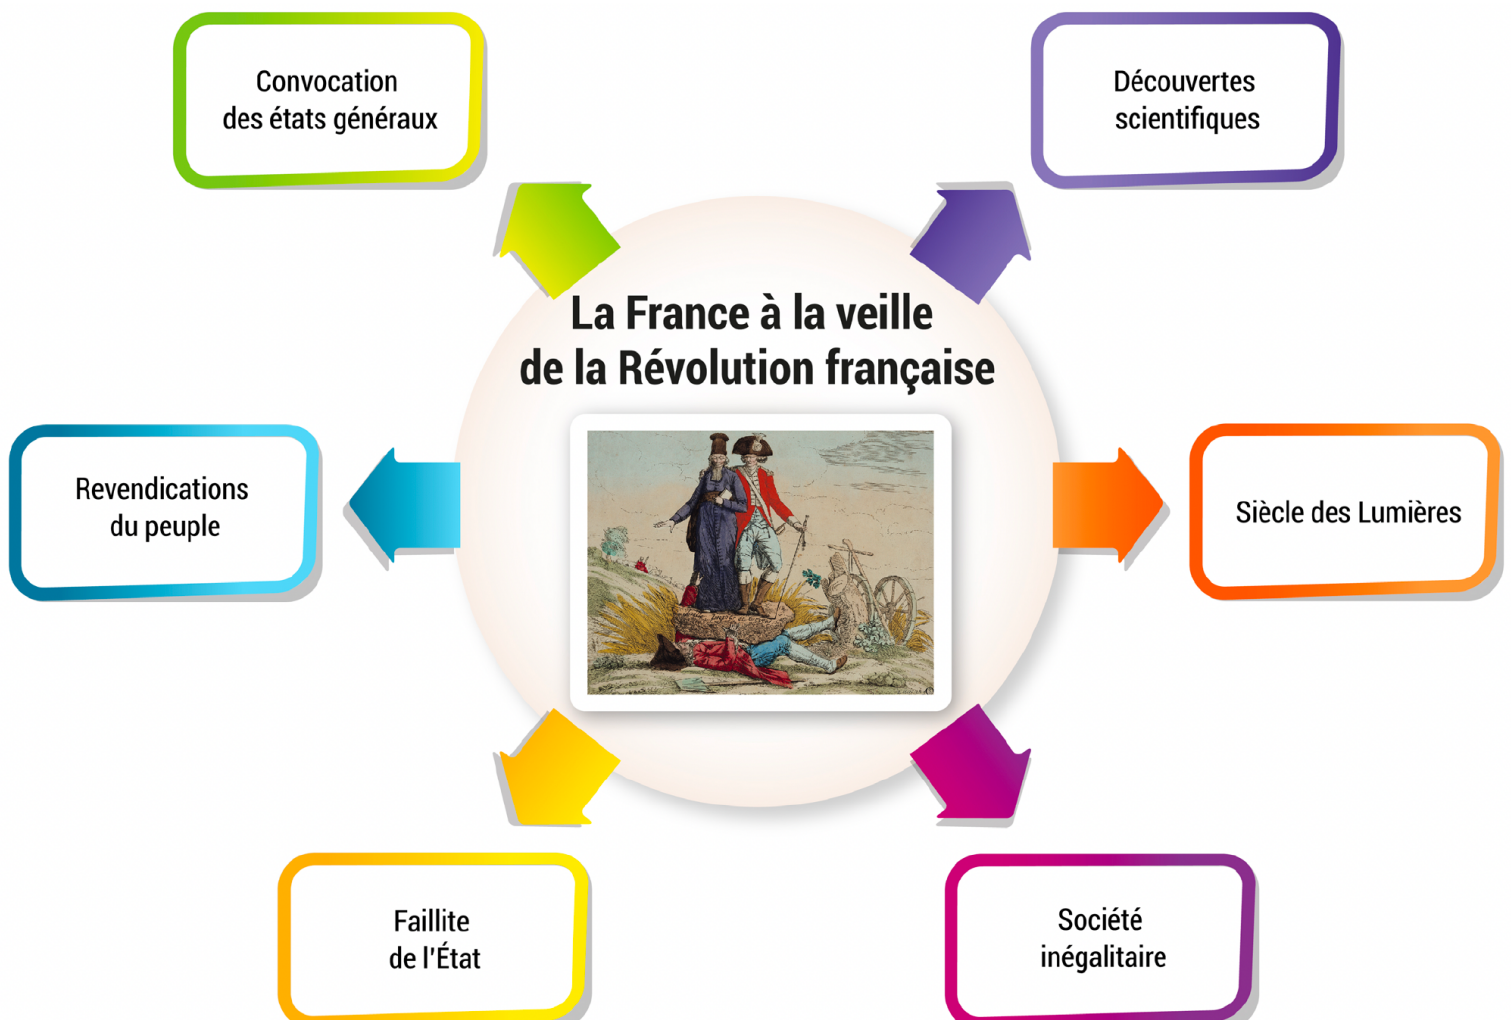 Convocation
des états généraux
Découvertes
scientifiques
La France à la veille
de la Révolution française
Revendications
du peuple
Siècle des Lumières
Faillite
de l'État
Société
inégalitaire